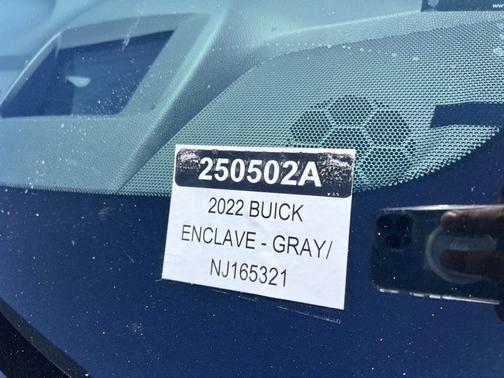 250502A
2022 BUICK
ENCLAVE - GRAY/
NJ165321